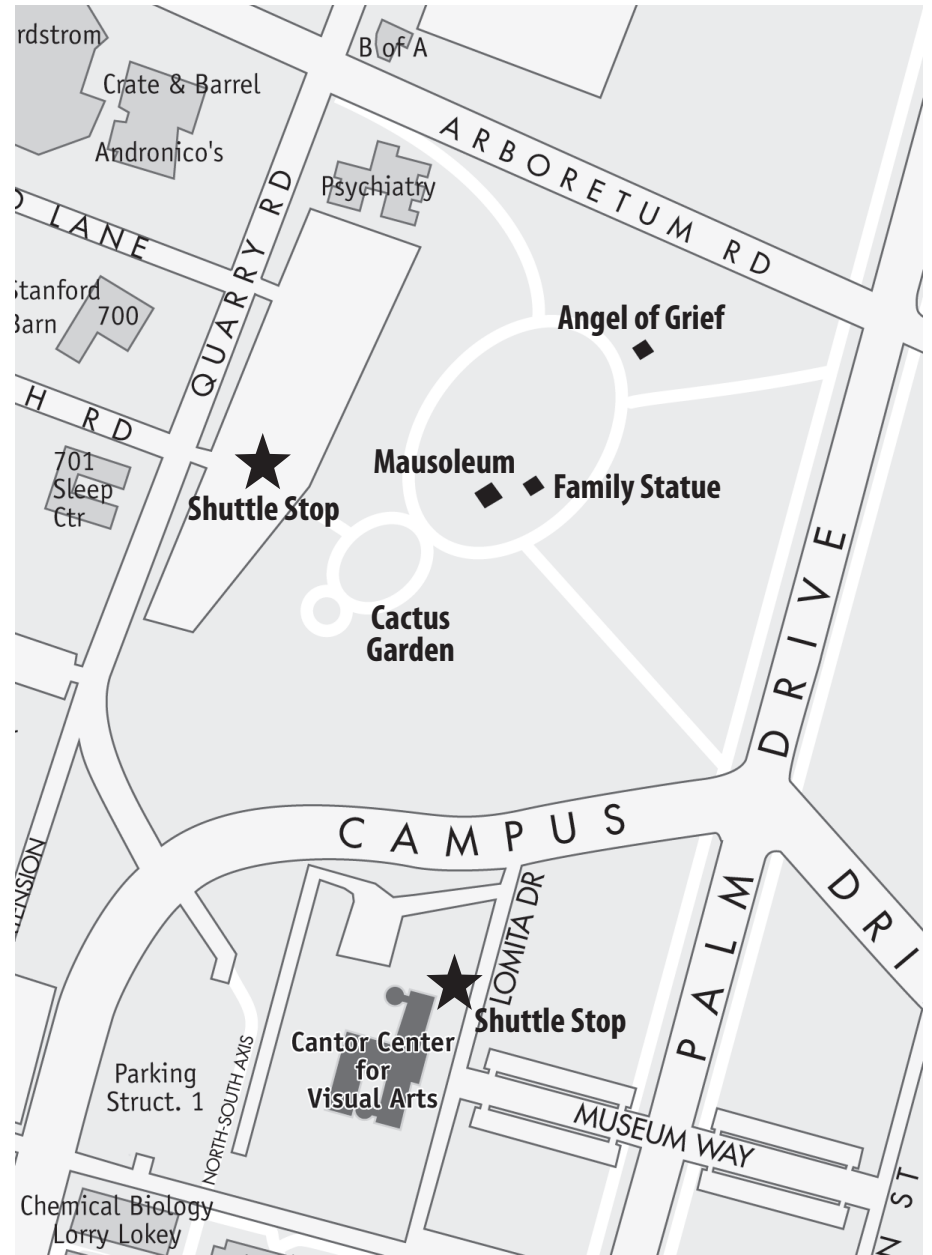 rdstrom
B of A
Crate & Barrel
Andronico's
ARBORETUM RD
Psychiatry
QUARRY RD
LANE
Stanford
Barn
700
Angel of Grief
H RD
701
Sleep
Ctr
Shuttle Stop
Mausoleum
Family Statue
Cactus
Garden
PALM DRIVE
CAMPUS DRI
ENSION
LOMITA DR
Shuttle Stop
Cantor Center
for
Visual Arts
Parking
Struct. 1
NORTH-SOUTH AXIS
MUSEUM WAY
Chemical Biology
Lorry Lokey
N ST